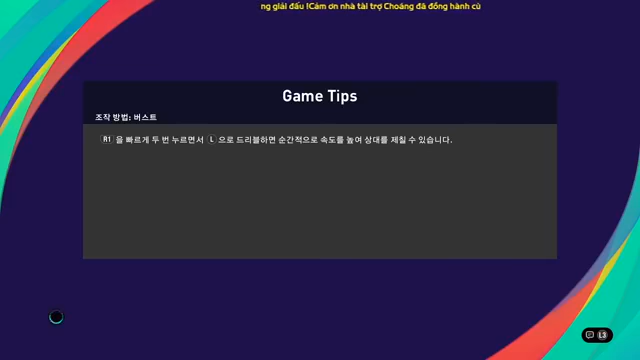 ng giải đấu !Cảm ơn nhà tài trợ Choáng đã đồng hành cù
Game Tips
조작 방법: 버스트
R1 을 빠르게 두 번 누르면서 L 으로 드리블하면 순간적으로 속도를 높여 상대를 제칠 수 있습니다.
L3